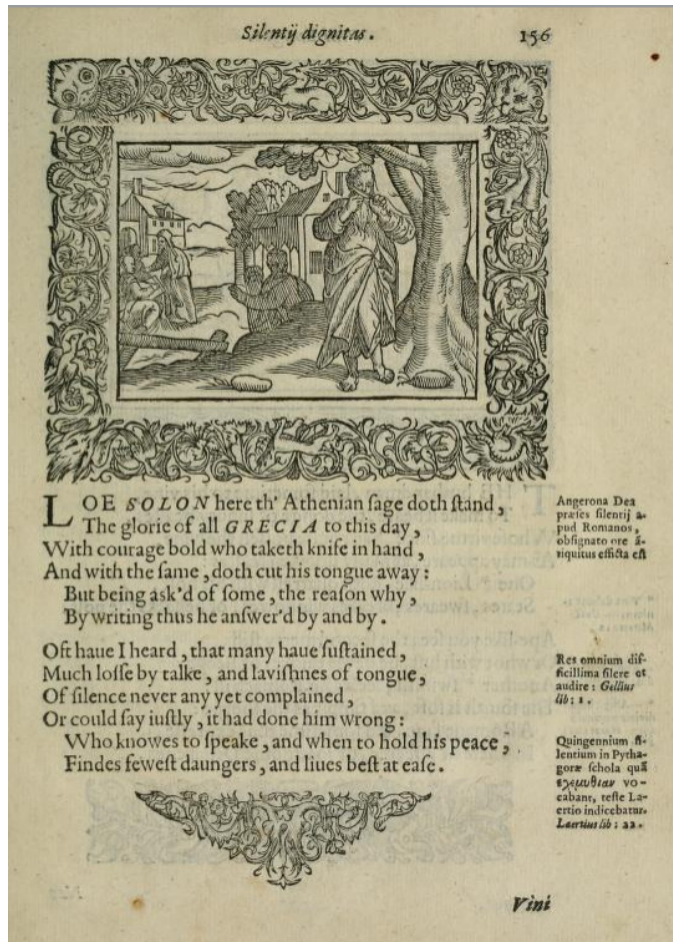 Silentij dignitas.
156
LOE SOLON here th' Athenian ſage doth ſtand,
The glorie of all GRECIA to this day,
With courage bold who taketh knife in hand,
And with the ſame, doth cut his tongue away:
But being ask'd of ſome, the reaſon why,
By writing thus he anſwer'd by and by.
Oft haue I heard, that many haue ſuſtained,
Much loſſe by talke, and laviſhnes of tongue,
Of ſilence never any yet complained,
Or could ſay iuſtly, it had done him wrong:
Who knowes to ſpeake, and when to hold his peace,
Findes feweſt daungers, and liues beſt at eaſe.
Angerona Dea
præſes ſilentij a-
pud Romanos,
obſignato ore ã-
tiquitus efficta eſt
Res omnium dif-
ficillima ſilere et
audire: Gellius
lib: 1.
Quingennium ſi-
lentium in Pytha-
goræ ſchola quã
vo-
cabant, teſte La-
ertio indicebatur.
Laertius lib: 22.
Vini